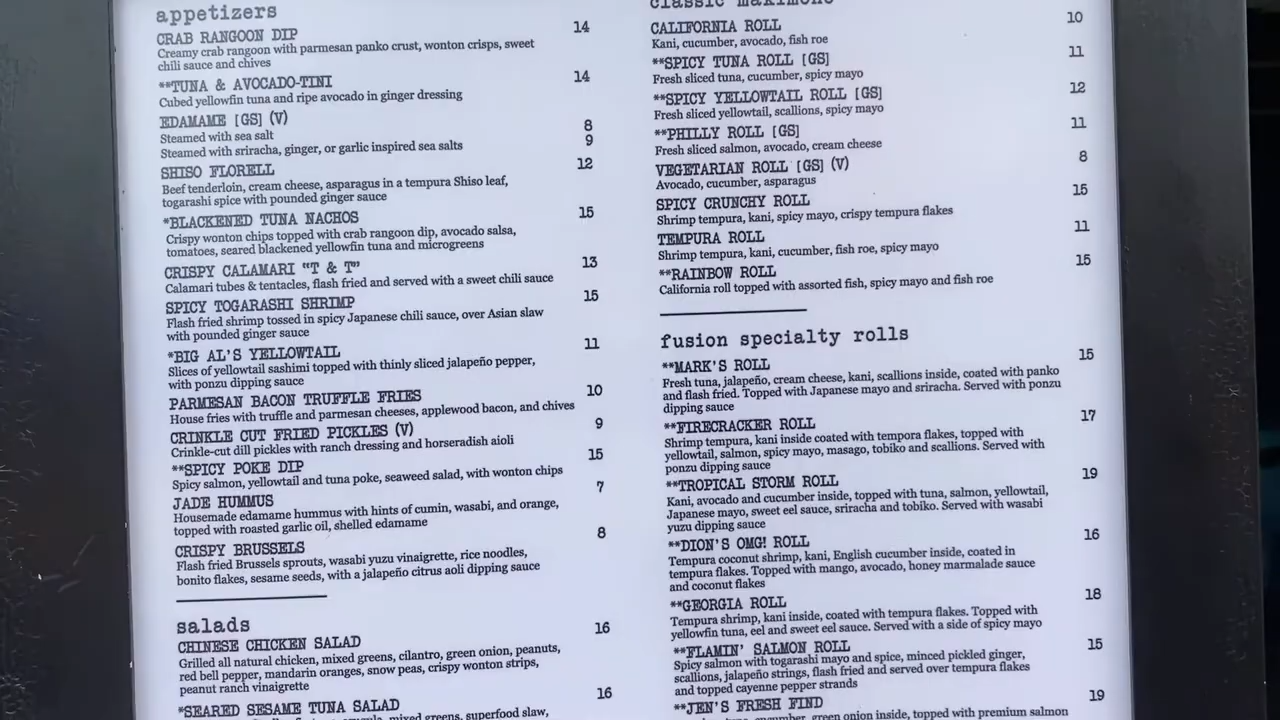 appetizers
CRAB RANGOON DIP 14
Creamy crab rangoon with parmesan panko crust, wonton crisps, sweet
chili sauce and chives
**TUNA & AVOCADO-TINI 14
Cubed yellowfin tuna and ripe avocado in ginger dressing
EDAMAME [GS] (V)
Steamed with sea salt 8
Steamed with sriracha, ginger, or garlic inspired sea salts 9
SHISO FLORELL 12
Beef tenderloin, cream cheese, asparagus in a tempura Shiso leaf,
togarashi spice with pounded ginger sauce
*BLACKENED TUNA NACHOS 15
Crispy wonton chips topped with crab rangoon dip, avocado salsa,
tomatoes, seared blackened yellowfin tuna and microgreens
CRISPY CALAMARI "T & T" 13
Calamari tubes & tentacles, flash fried and served with a sweet chili sauce
SPICY TOGARASHI SHRIMP 15
Flash fried shrimp tossed in spicy Japanese chili sauce, over Asian slaw
with pounded ginger sauce
*BIG AL'S YELLOWTAIL 11
Slices of yellowtail sashimi topped with thinly sliced jalapeño pepper,
with ponzu dipping sauce
PARMESAN BACON TRUFFLE FRIES 10
House fries with truffle and parmesan cheeses, applewood bacon, and chives
CRINKLE CUT FRIED PICKLES (V) 9
Crinkle-cut dill pickles with ranch dressing and horseradish aioli
**SPICY POKE DIP 15
Spicy salmon, yellowtail and tuna poke, seaweed salad, with wonton chips
JADE HUMMUS 7
Housemade edamame hummus with hints of cumin, wasabi, and orange,
topped with roasted garlic oil, shelled edamame
CRISPY BRUSSELS 8
Flash fried Brussels sprouts, wasabi yuzu vinaigrette, rice noodles,
bonito flakes, sesame seeds, with a jalapeño citrus aoli dipping sauce
salads
CHINESE CHICKEN SALAD 16
Grilled all natural chicken, mixed greens, cilantro, green onion, peanuts,
red bell pepper, mandarin oranges, snow peas, crispy wonton strips,
peanut ranch vinaigrette
*SEARED SESAME TUNA SALAD 16
mixed greens, superfood slaw,
classic makimono
CALIFORNIA ROLL 10
Kani, cucumber, avocado, fish roe
**SPICY TUNA ROLL [GS] 11
Fresh sliced tuna, cucumber, spicy mayo
**SPICY YELLOWTAIL ROLL [GS] 12
Fresh sliced yellowtail, scallions, spicy mayo
**PHILLY ROLL [GS] 11
Fresh sliced salmon, avocado, cream cheese
VEGETARIAN ROLL [GS] (V) 8
Avocado, cucumber, asparagus
SPICY CRUNCHY ROLL 15
Shrimp tempura, kani, spicy mayo, crispy tempura flakes
TEMPURA ROLL 11
Shrimp tempura, kani, cucumber, fish roe, spicy mayo
**RAINBOW ROLL 15
California roll topped with assorted fish, spicy mayo and fish roe
fusion specialty rolls
**MARK'S ROLL 15
Fresh tuna, jalapeño, cream cheese, kani, scallions inside, coated with panko
and flash fried. Topped with Japanese mayo and sriracha. Served with ponzu
dipping sauce
**FIRECRACKER ROLL 17
Shrimp tempura, kani inside coated with tempora flakes, topped with
yellowtail, salmon, spicy mayo, masago, tobiko and scallions. Served with
ponzu dipping sauce
**TROPICAL STORM ROLL 19
Kani, avocado and cucumber inside, topped with tuna, salmon, yellowtail,
Japanese mayo, sweet eel sauce, sriracha and tobiko. Served with wasabi
yuzu dipping sauce
**DION'S OMG! ROLL 16
Tempura coconut shrimp, kani, English cucumber inside, coated in
tempura flakes. Topped with mango, avocado, honey marmalade sauce
and coconut flakes
**GEORGIA ROLL 18
Tempura shrimp, kani inside, coated with tempura flakes. Topped with
yellowfin tuna, eel and sweet eel sauce. Served with a side of spicy mayo
**FLAMIN' SALMON ROLL 15
Spicy salmon with togarashi mayo and spice, minced pickled ginger,
scallions, jalapeño strings, flash fried and served over tempura flakes
and topped cayenne pepper strands
**JEN'S FRESH FIND 19
green onion inside, topped with premium salmon